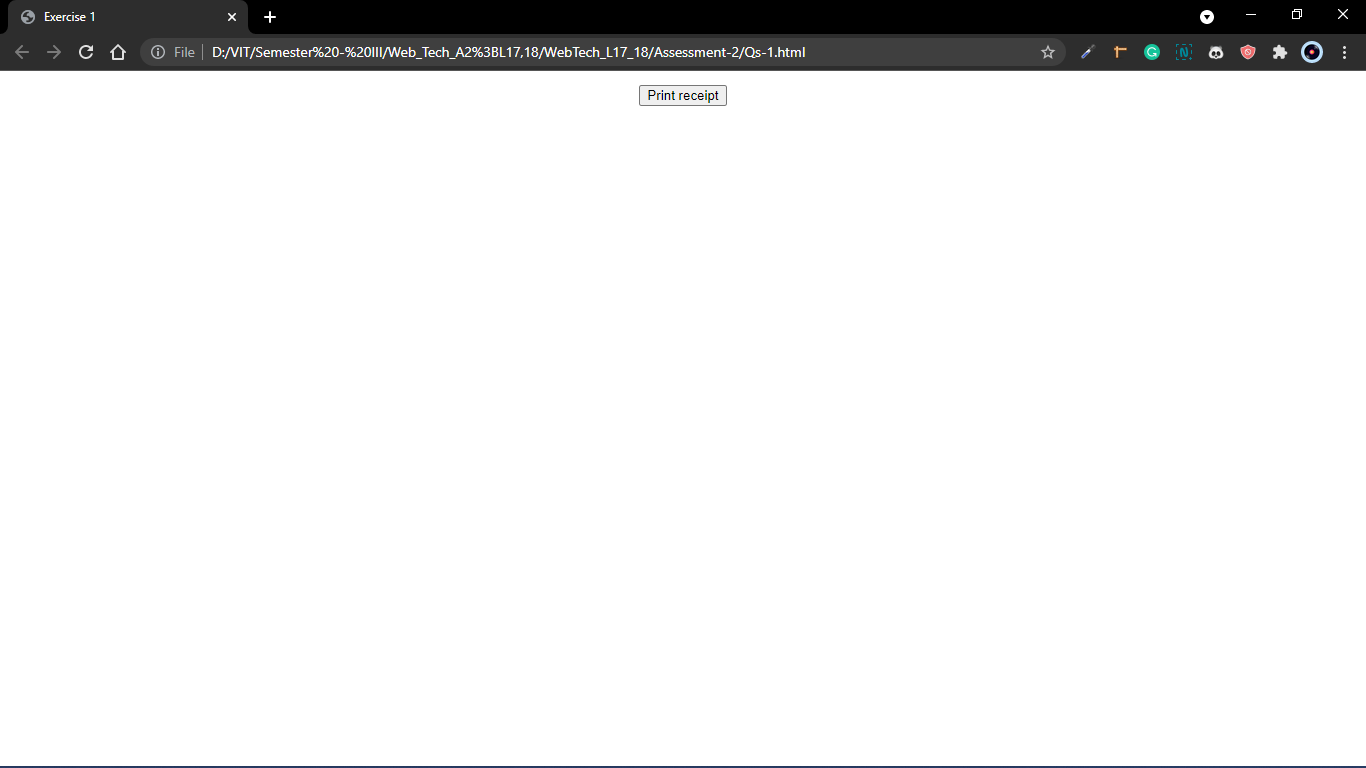 Exercise 1
File D:/VIT/Semester%20-%20III/Web_Tech_A2%3BL17,18/WebTech_L17_18/Assessment-2/Qs-1.html
Print receipt